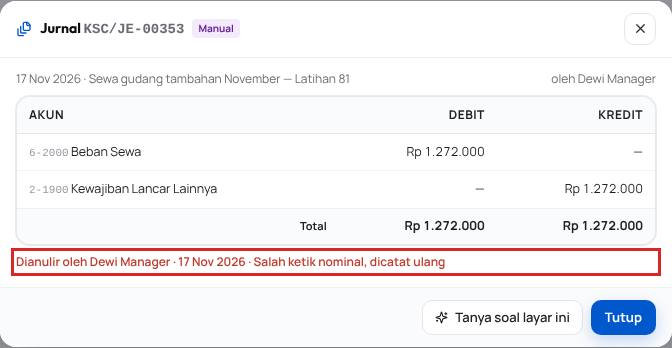 Jurnal KSC/JE-00353 Manual
17 Nov 2026 · Sewa gudang tambahan November — Latihan 81 oleh Dewi Manager
AKUN DEBIT KREDIT
6-2000 Beban Sewa Rp 1.272.000 —
2-1900 Kewajiban Lancar Lainnya — Rp 1.272.000
Total Rp 1.272.000 Rp 1.272.000
Dianulir oleh Dewi Manager · 17 Nov 2026 · Salah ketik nominal, dicatat ulang
Tanya soal layar ini Tutup